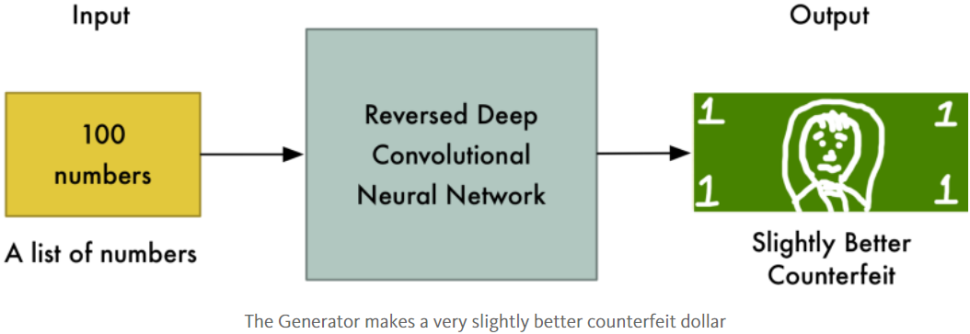 Input
Output
100
numbers
Reversed Deep
Convolutional
Neural Network
1 1
1 1
A list of numbers
Slightly Better
Counterfeit
The Generator makes a very slightly better counterfeit dollar